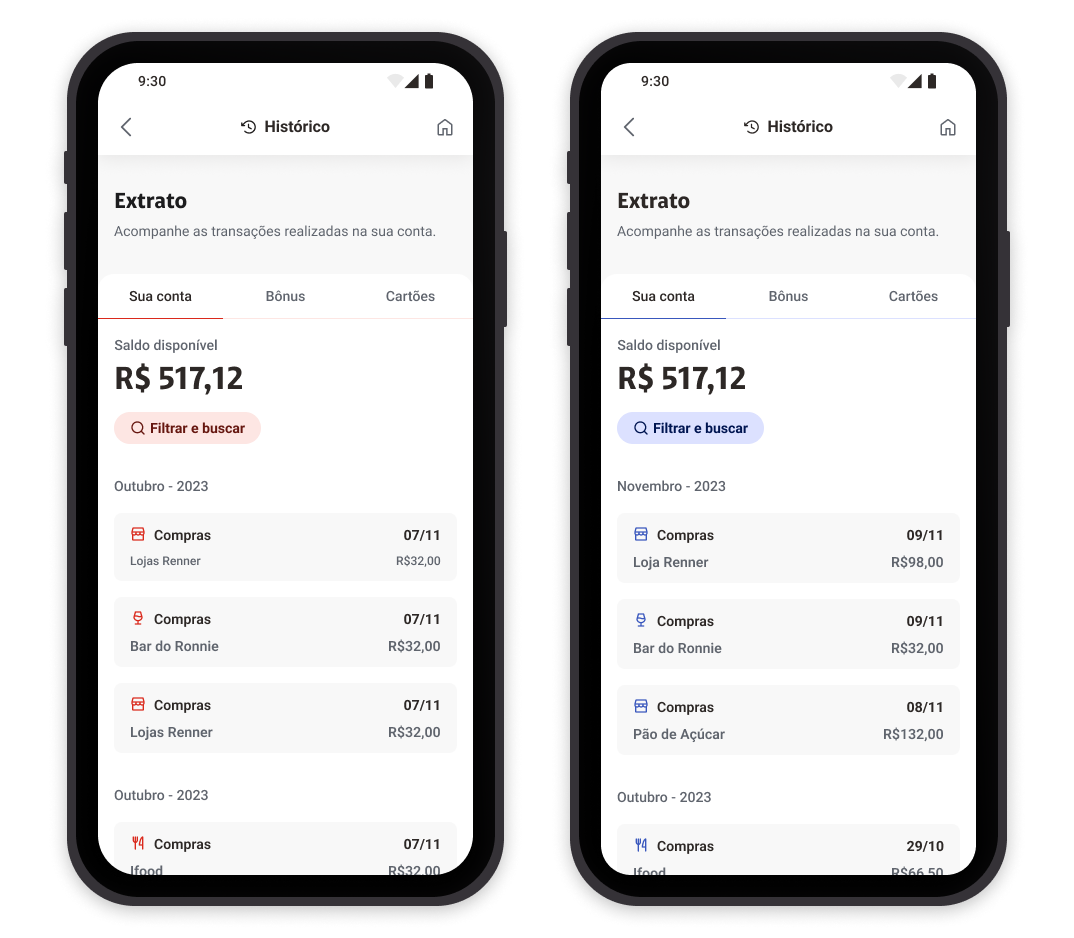 9:30
Histórico
Extrato
Acompanhe as transações realizadas na sua conta.
Sua conta Bônus Cartões
Saldo disponível
R$ 517,12
Filtrar e buscar
Outubro - 2023
Compras 07/11
Lojas Renner R$32,00
Compras 07/11
Bar do Ronnie R$32,00
Compras 07/11
Lojas Renner R$32,00
Outubro - 2023
Compras 07/11
Ifood R$32,00
9:30
Histórico
Extrato
Acompanhe as transações realizadas na sua conta.
Sua conta Bônus Cartões
Saldo disponível
R$ 517,12
Filtrar e buscar
Novembro - 2023
Compras 09/11
Loja Renner R$98,00
Compras 09/11
Bar do Ronnie R$32,00
Compras 08/11
Pão de Açúcar R$132,00
Outubro - 2023
Compras 29/10
Ifood R$66,50